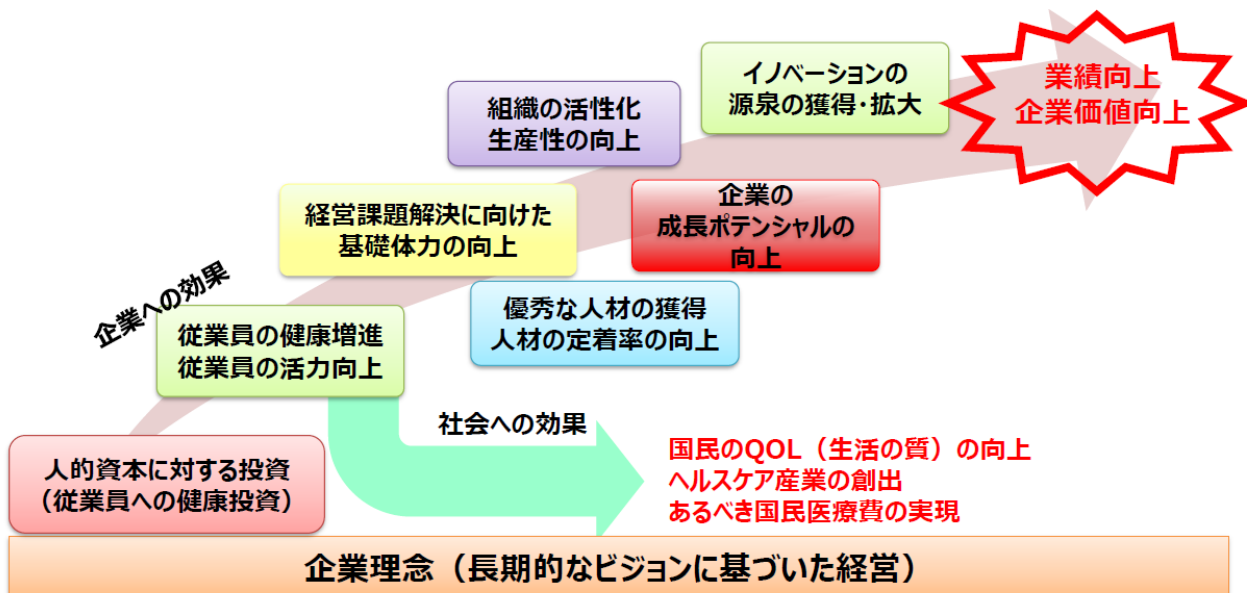 イノベーションの
源泉の獲得･拡大
業績向上
企業価値向上
組織の活性化
生産性の向上
経営課題解決に向けた
基礎体力の向上
企業の
成長ポテンシャルの
向上
企業への効果
優秀な人材の獲得
人材の定着率の向上
従業員の健康増進
従業員の活力向上
社会への効果
国民のQOL（生活の質）の向上
ヘルスケア産業の創出
あるべき国民医療費の実現
人的資本に対する投資
（従業員への健康投資）
企業理念（長期的なビジョンに基づいた経営）